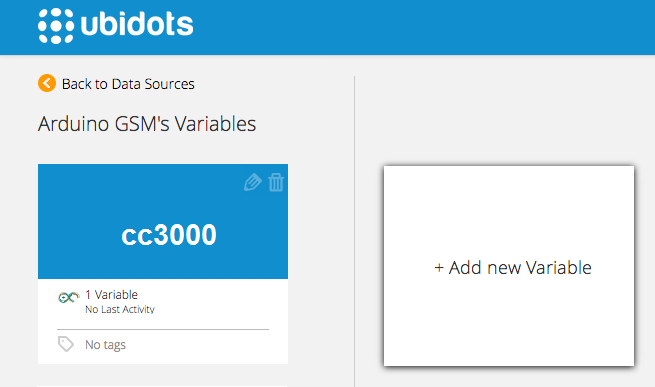 ubidots
Back to Data Sources
Arduino GSM's Variables
cc3000
1 Variable
No Last Activity
No tags
+ Add new Variable